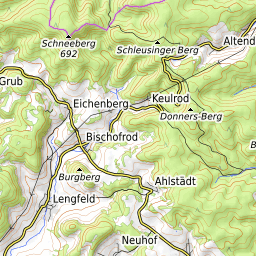 Schneeberg
692
Schleusinger Berg
Altend
Grub
Eichenberg
Keulrod
Donners-Berg
Bischofrod
B
Burgberg
Ahlstädt
Lengfeld
Neuhof